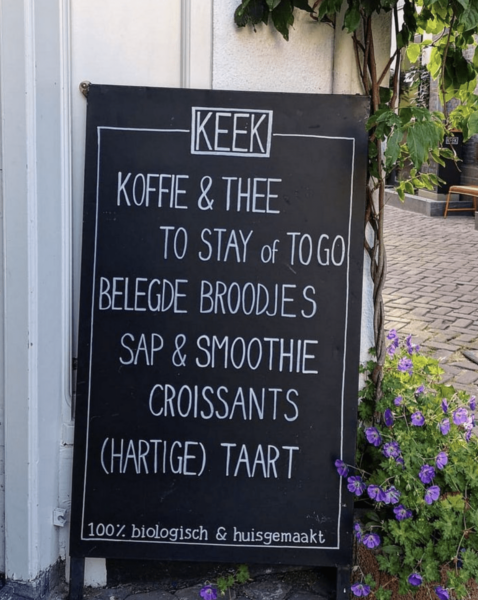 KEEK
KOFFIE & THEE
TO STAY of TO GO
BELEGDE BROODJES
SAP & SMOOTHIE
CROISSANTS
(HARTIGE) TAART
100% biologisch & huisgemaakt